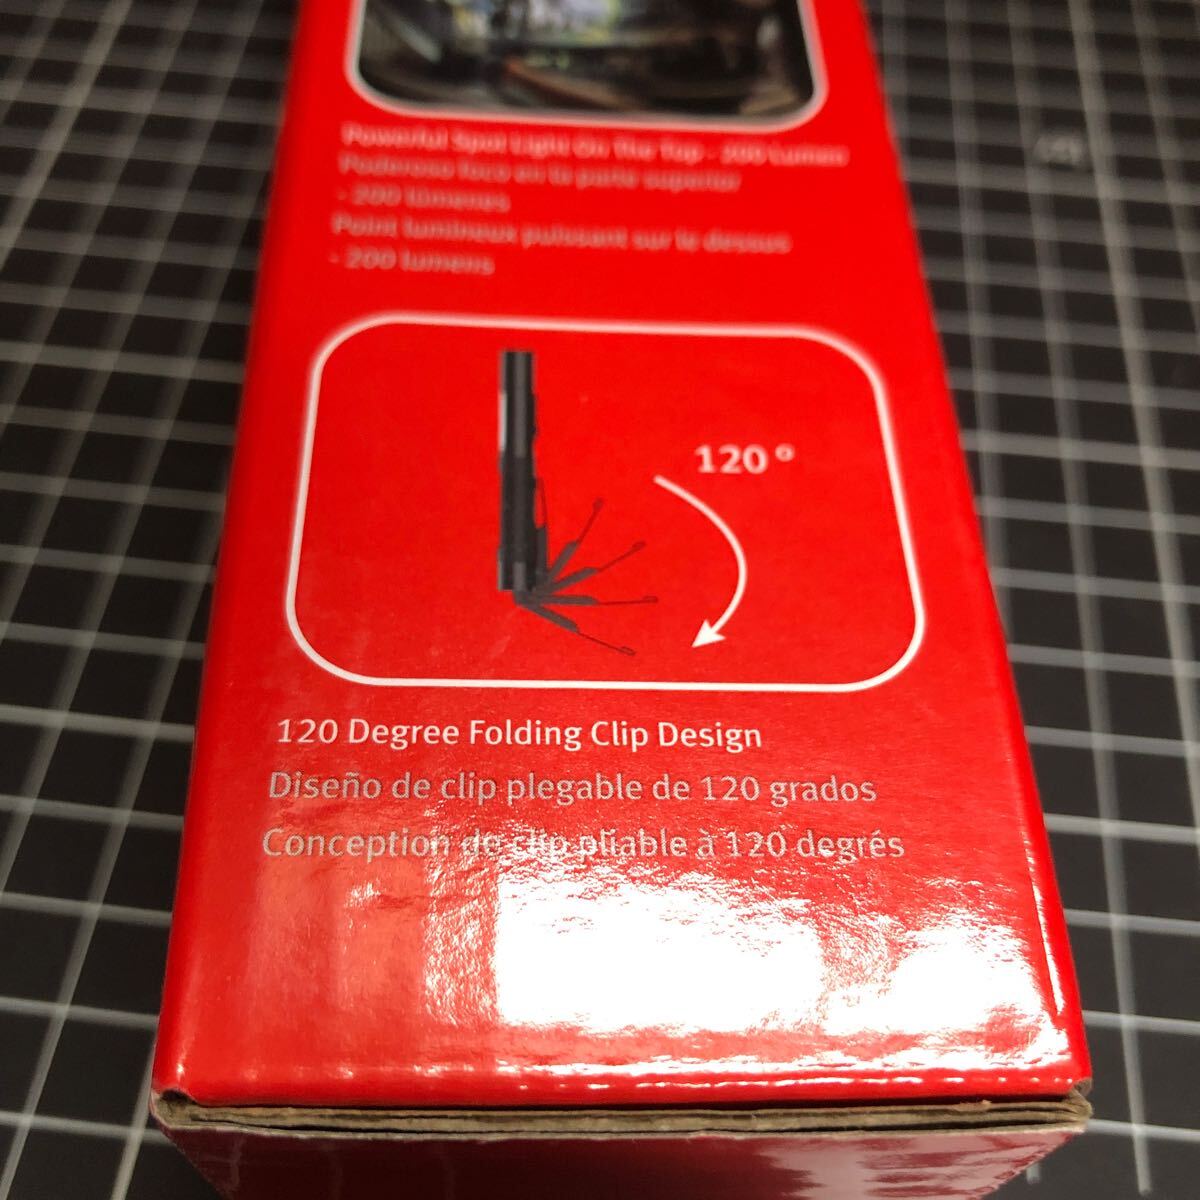 Powerful Spot Light On The Top - 200 Lumen
Poderoso foco en la parte superior
- 200 lúmenes
Point lumineux puissant sur le dessus
- 200 lumens
120°
120 Degree Folding Clip Design
Diseño de clip plegable de 120 grados
Conception de clip pliable à 120 degrés